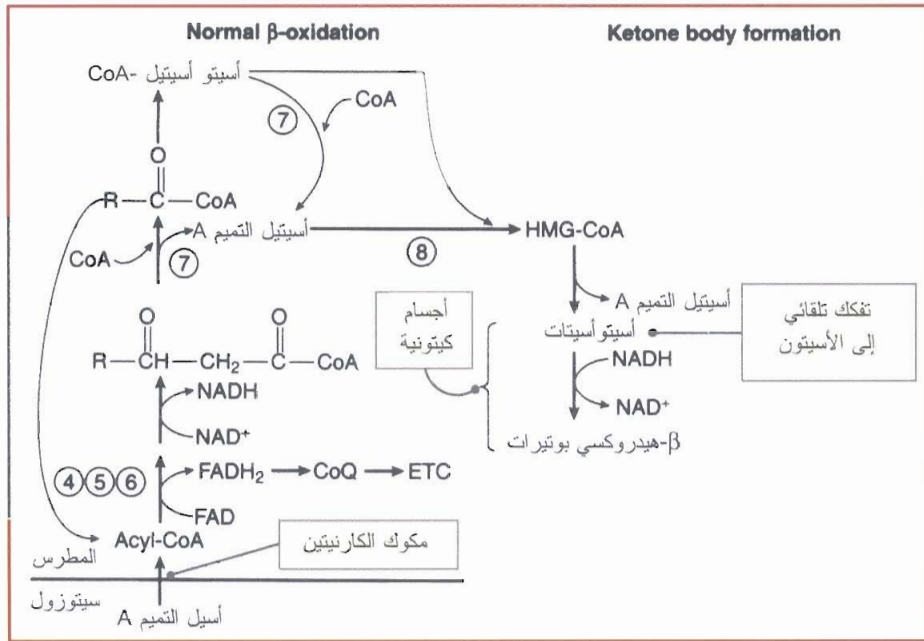 Normal β-oxidation
Ketone body formation
أسيتو أسيتيل -CoA
7
CoA
O
R—C—CoA
أسيتيل التميم A
8
HMG-CoA
CoA
7
أسيتيل التميم A
أجسام
كيتونية
أسيتوأسيتات
تفكك تلقائي
إلى الأسيتون
O
O
R—CH—CH₂—C—CoA
NADH
NAD⁺
β-هيدروكسي بوتيرات
NADH
NAD⁺
4 5 6
FADH₂
CoQ
ETC
FAD
Acyl-CoA
مكوك الكارنيتين
المطرس
سيتوزول
أسيل التميم A